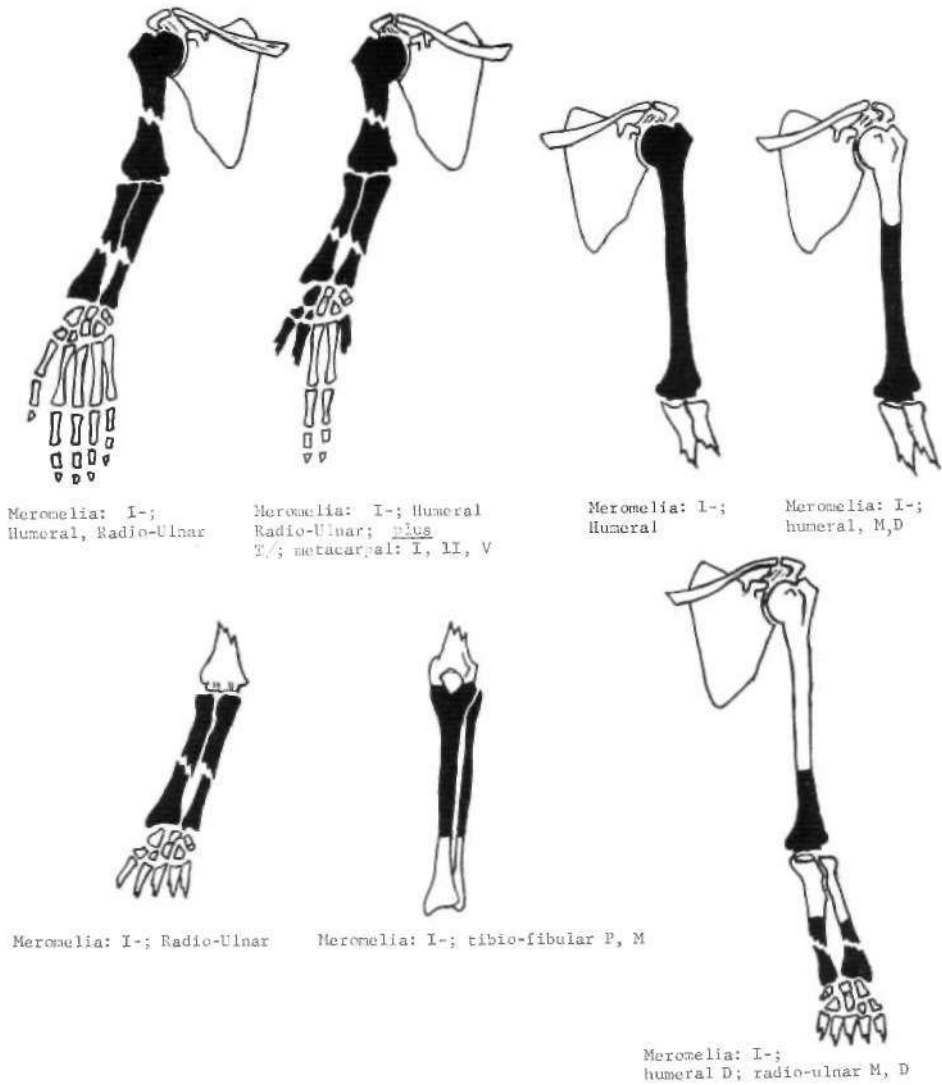 Meromelia: I-;
Humeral, Radio-Ulnar
Meromelia: I-; Humeral
Radio-Ulnar; plus
T/; metacarpal: I, II, V
Meromelia: I-;
Humeral
Meromelia: I-;
humeral, M,D
Meromelia: I-; Radio-Ulnar
Meromelia: I-; tibio-fibular P, M
Meromelia: I-;
humeral D; radio-ulnar M, D